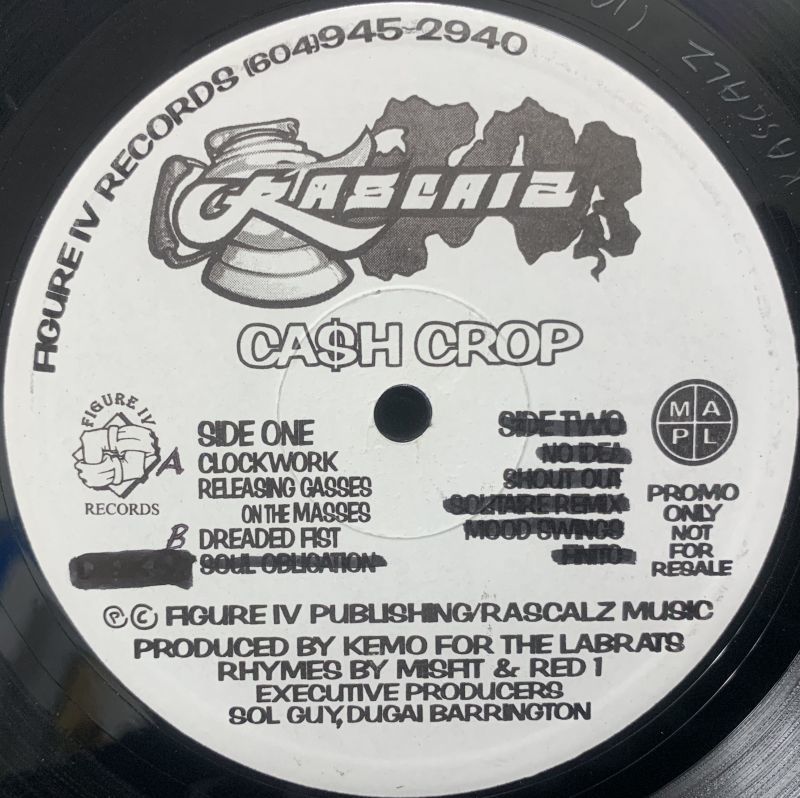 FIGURE IV RECORDS (604)945-2940
RASCALZ
RASCALZ
CA$H CROP
FIGURE IV
RECORDS
SIDE ONE
A CLOCKWORK
RELEASING GASSES
ON THE MASSES
B DREADED FIST
SOUL OBLIGATION
SIDE TWO
NO IDEA
SHOUT OUT
SOLITAIRE REMIX
MOOD SWINGS
FINITO
M A
P L
PROMO
ONLY
NOT
FOR
RESALE
Ⓟ © FIGURE IV PUBLISHING/RASCALZ MUSIC
PRODUCED BY KEMO FOR THE LABRATS
RHYMES BY MISFIT & RED 1
EXECUTIVE PRODUCERS
SOL GUY, DUGAI BARRINGTON